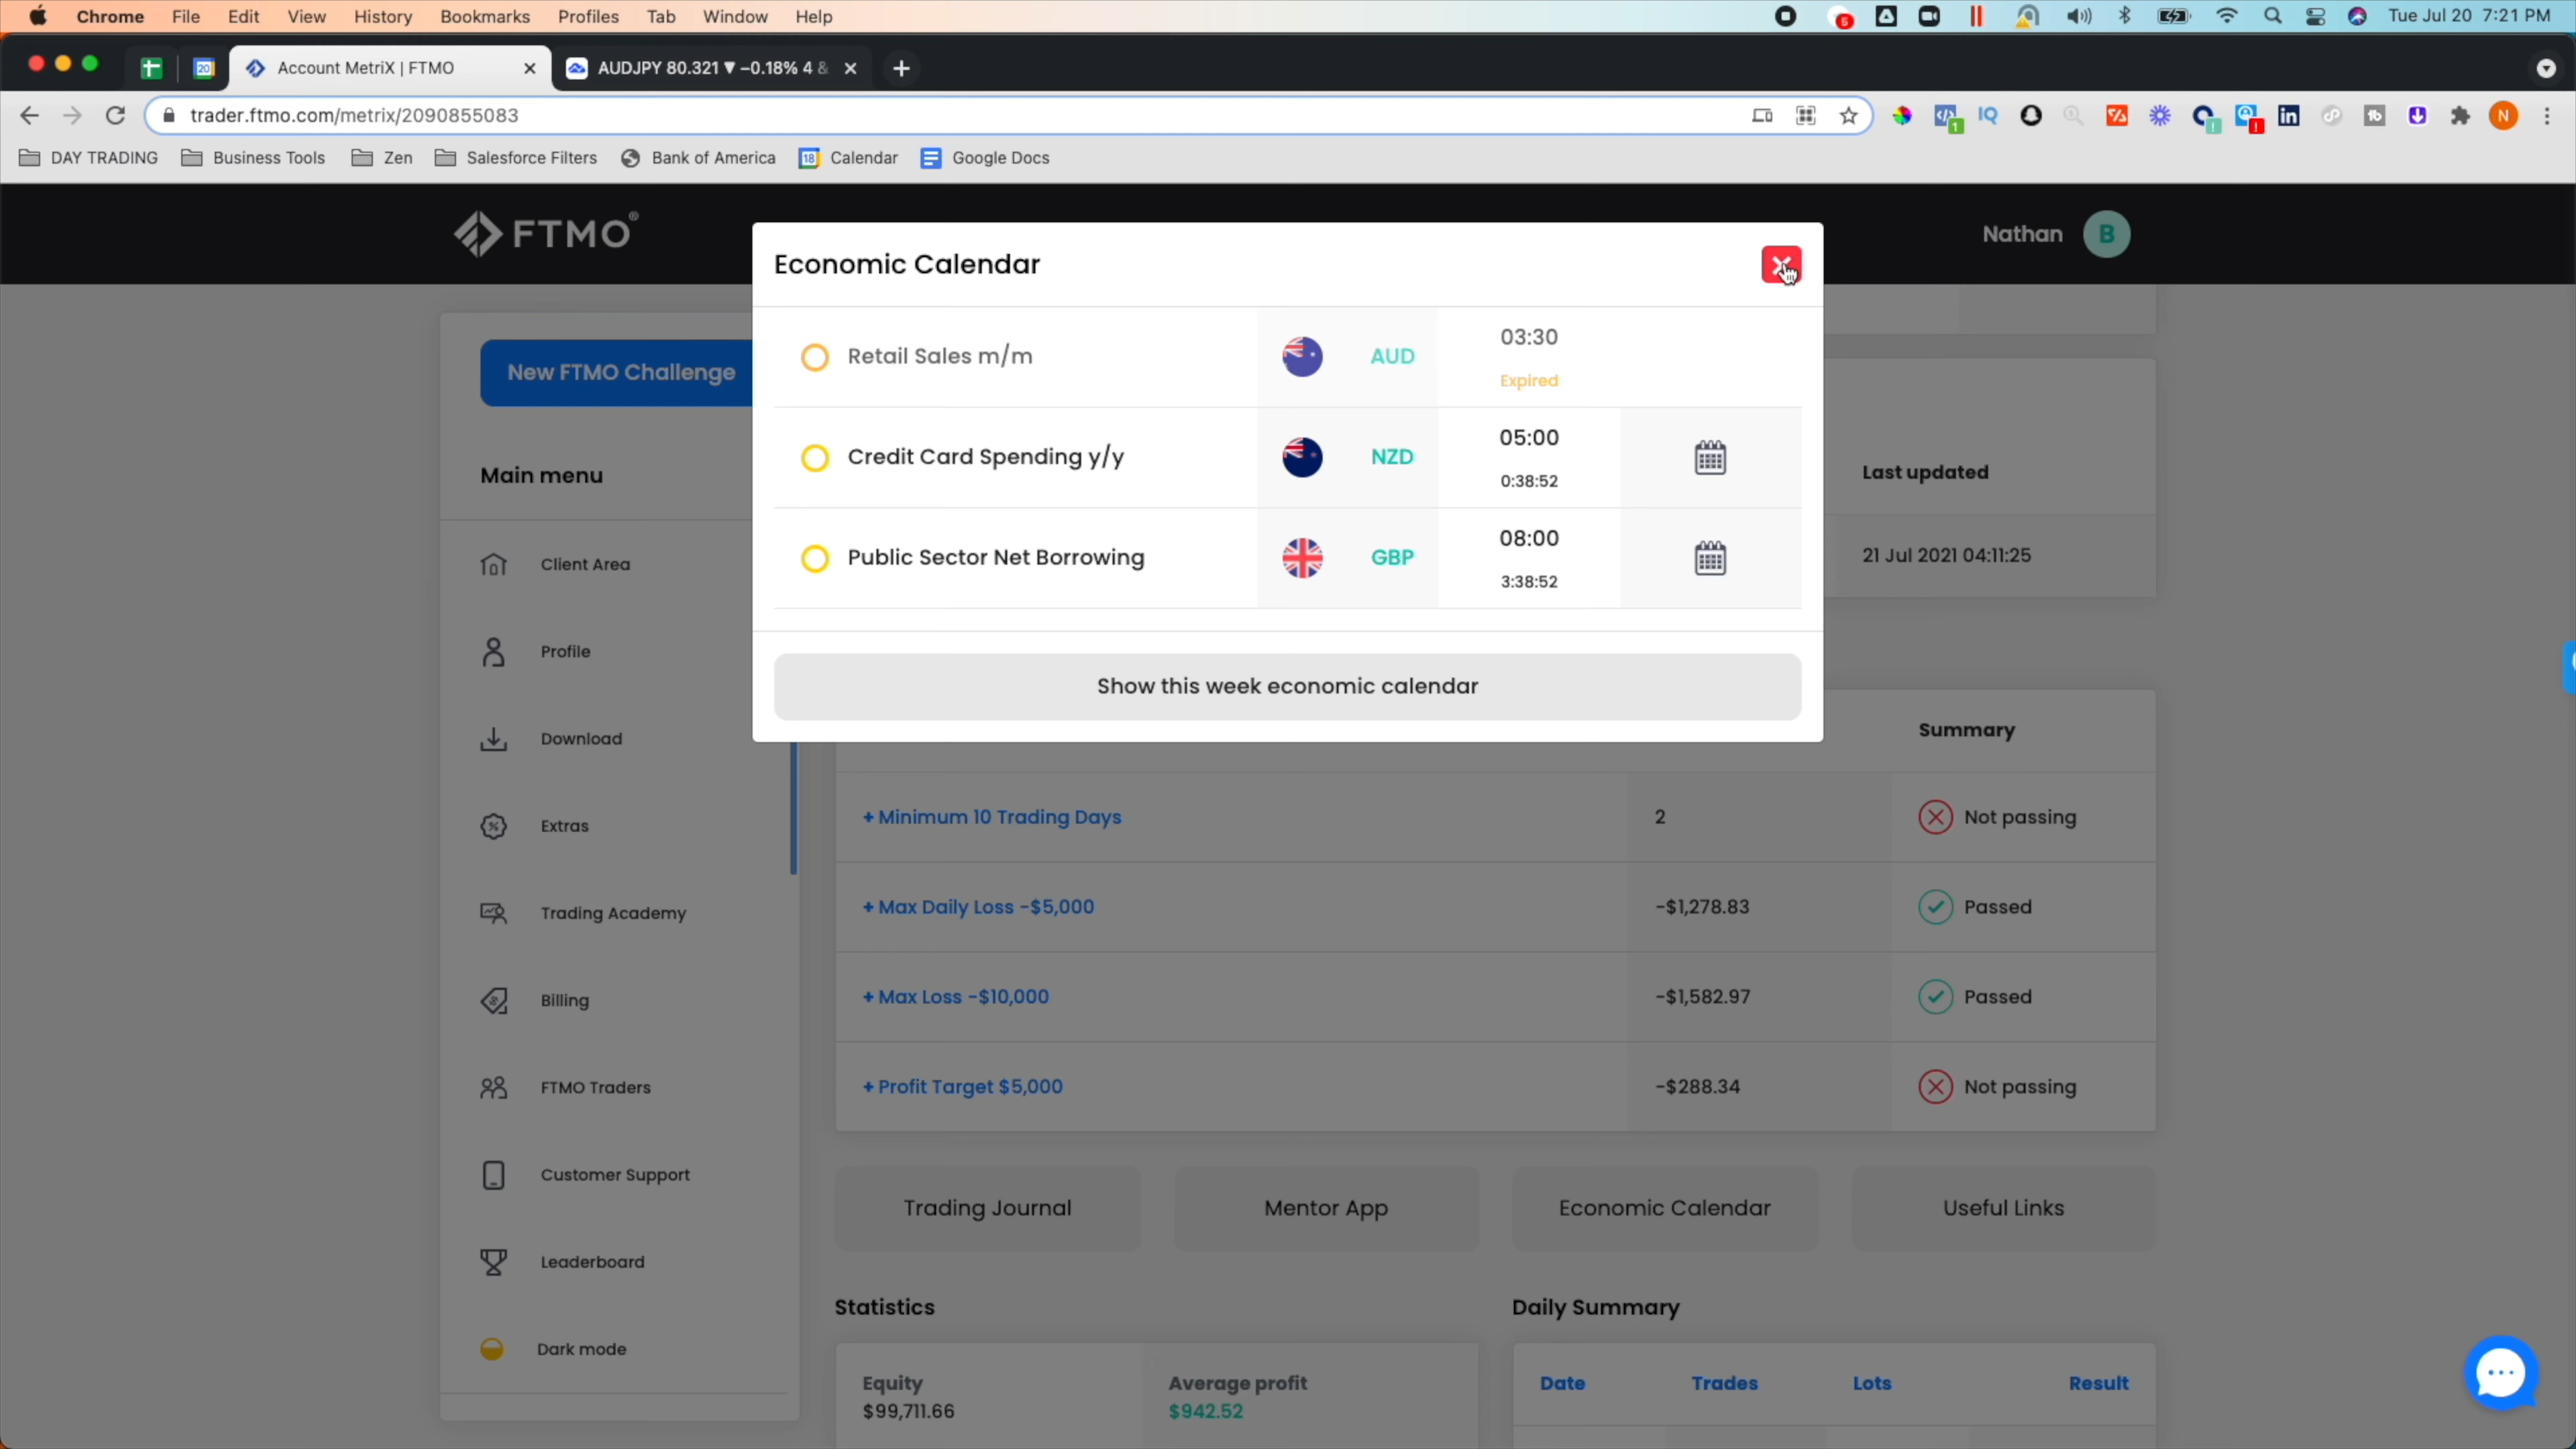 Chrome File Edit View History Bookmarks Profiles Tab Window Help
5
Tue Jul 20 7:21 PM
20
Account MetriX | FTMO
AUDJPY 80.321 ▼ −0.18% 4 &
trader.ftmo.com/metrix/2090855083
1
IQ
N
DAY TRADING
Business Tools
Zen
Salesforce Filters
Bank of America
18
Calendar
Google Docs
FTMO®
Nathan B
Economic Calendar
Retail Sales m/m AUD 03:30
Expired
Credit Card Spending y/y NZD 05:00
0:38:52
Public Sector Net Borrowing GBP 08:00
3:38:52
Show this week economic calendar
New FTMO Challenge
Main menu
Client Area
Profile
Download
Extras
Trading Academy
Billing
FTMO Traders
Customer Support
Leaderboard
Dark mode
Last updated
21 Jul 2021 04:11:25
Summary
+ Minimum 10 Trading Days 2 Not passing
+ Max Daily Loss -$5,000 -$1,278.83 Passed
+ Max Loss -$10,000 -$1,582.97 Passed
+ Profit Target $5,000 -$288.34 Not passing
Trading Journal
Mentor App
Economic Calendar
Useful Links
Statistics
Equity
$99,711.66
Average profit
$942.52
Daily Summary
Date Trades Lots Result